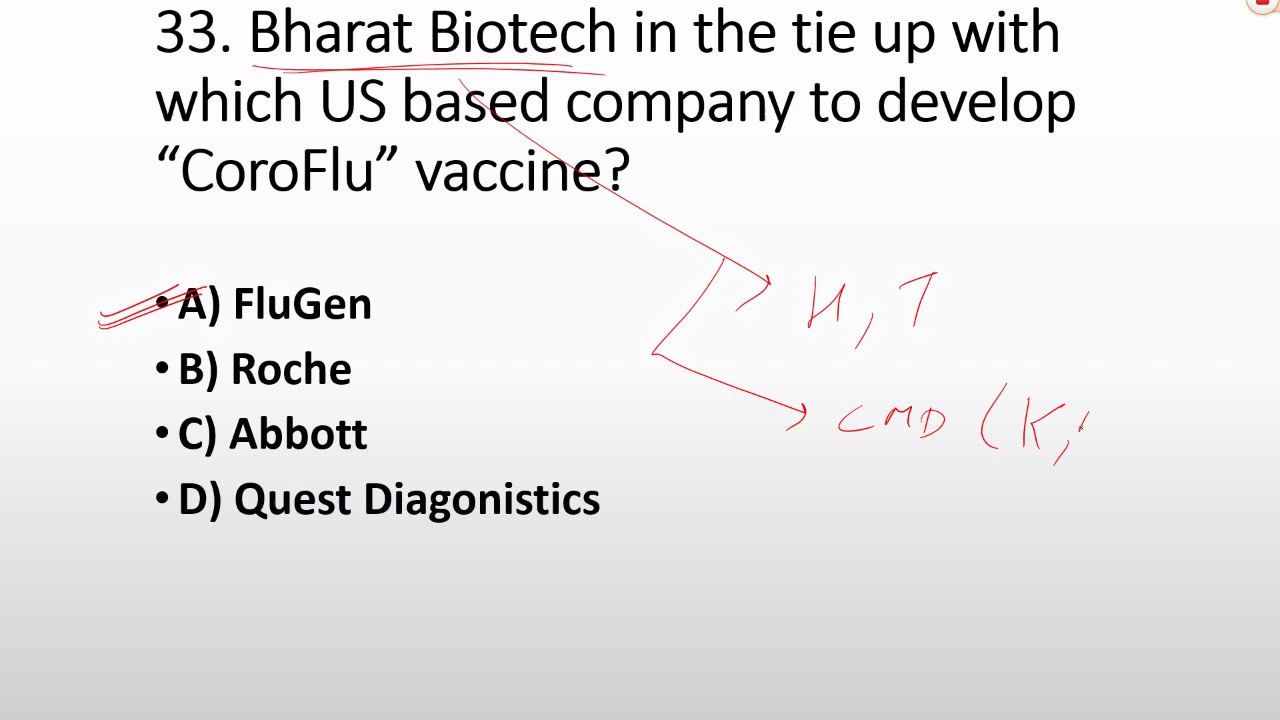 33. Bharat Biotech in the tie up with
which US based company to develop
“CoroFlu” vaccine?
• A) FluGen
• B) Roche
• C) Abbott
• D) Quest Diagonistics
H, T
CMD (K,